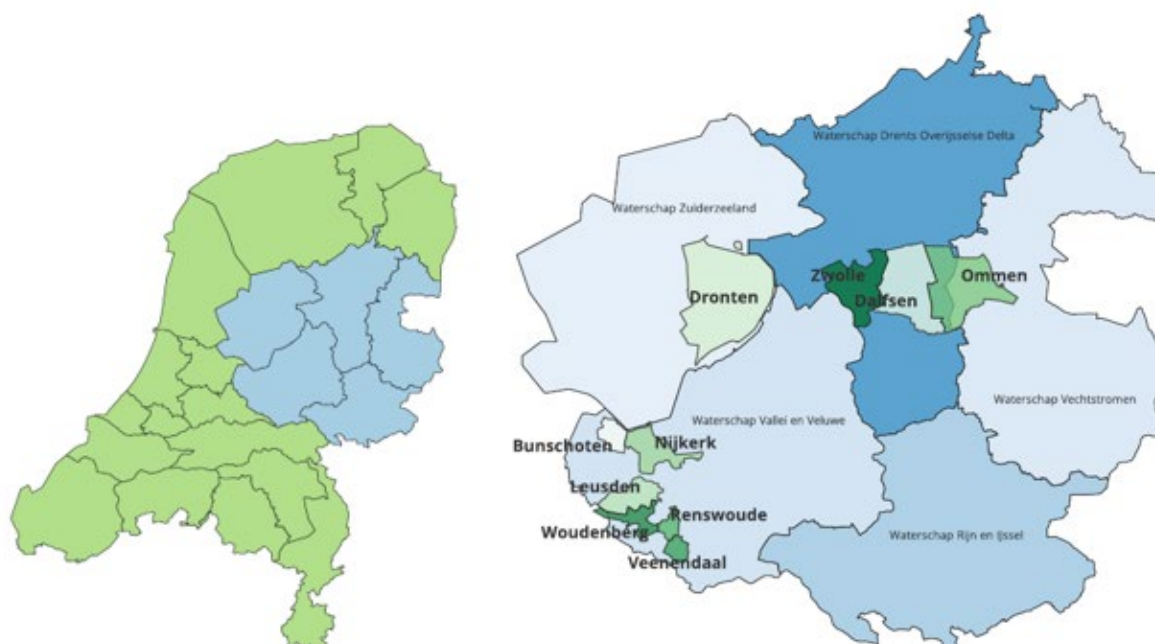 Waterschap Drents Overijsselse Delta
Waterschap Zuiderzeeland
Zwolle
Ommen
Dronten
Dalfsen
Waterschap Vechtstromen
Waterschap Vallei en Veluwe
Bunschoten
Nijkerk
Leusden
Renswoude
Woudenberg
Waterschap Rijn en Ijssel
Veenendaal